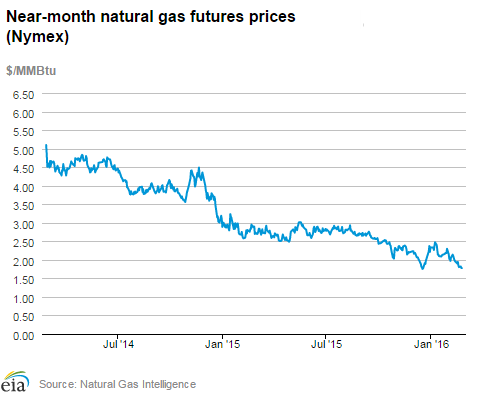 Near-month natural gas futures prices
(Nymex)
$/MMBtu
6.50
6.00
5.50
5.00
4.50
4.00
3.50
3.00
2.50
2.00
1.50
1.00
0.50
0.00
Jul '14
Jan '15
Jul '15
Jan '16
eia
Source: Natural Gas Intelligence